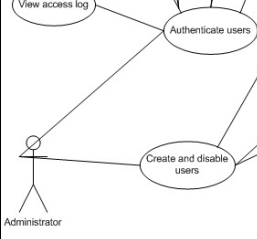 View access log
Authenticate users
Create and disable
users
Administrator